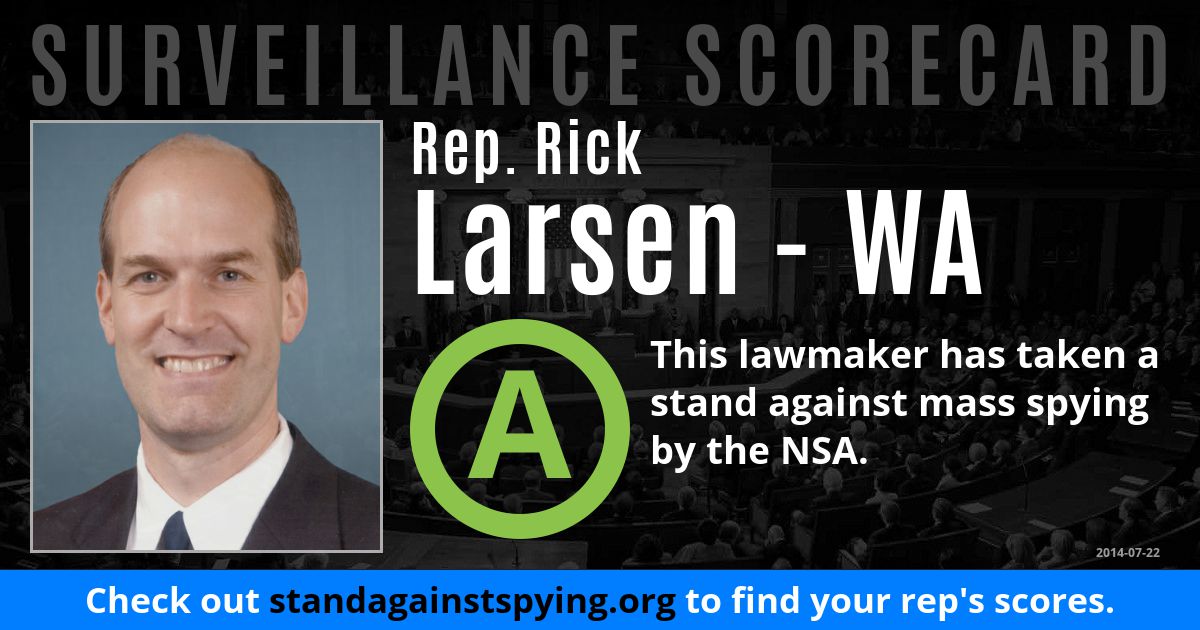 SURVEILLANCE SCORECARD
Rep. Rick
Larsen - WA
A
This lawmaker has taken a
stand against mass spying
by the NSA.
2014-07-22
Check out standagainstspying.org to find your rep's scores.